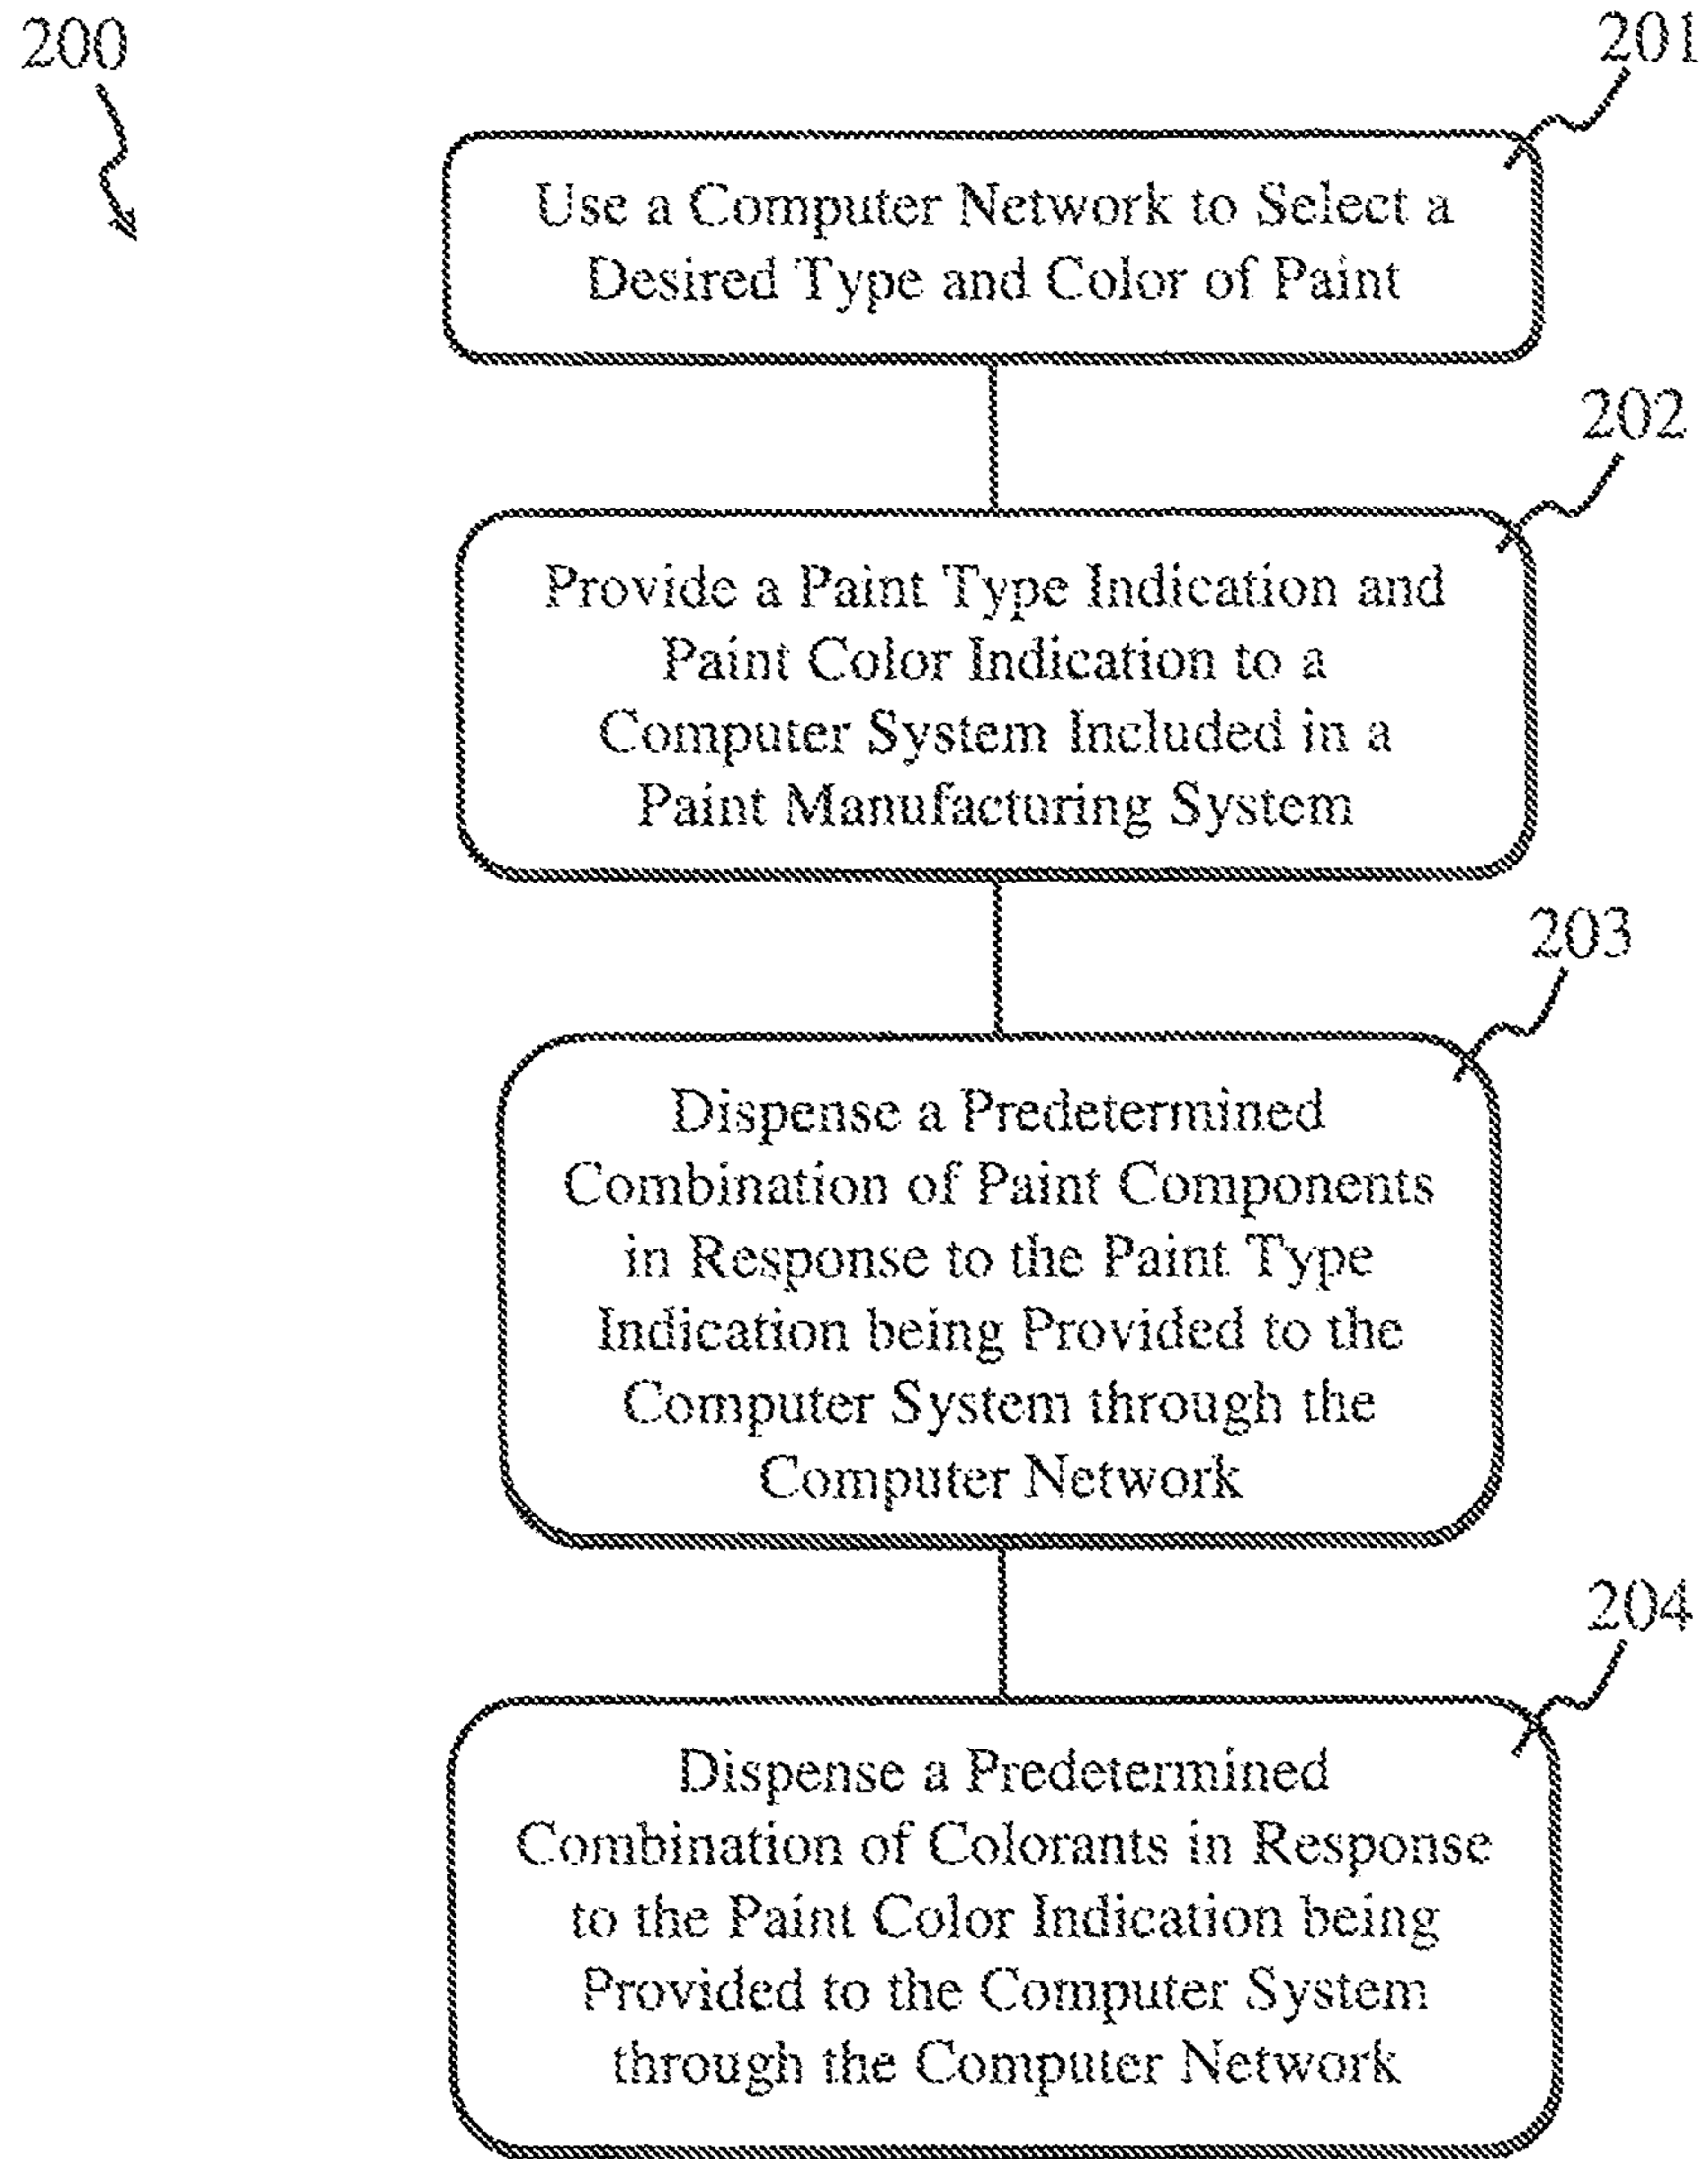 200
201
Use a Computer Network to Select a
Desired Type and Color of Paint
202
Provide a Paint Type Indication and
Paint Color Indication to a
Computer System Included in a
Paint Manufacturing System
203
Dispense a Predetermined
Combination of Paint Components
in Response to the Paint Type
Indication being Provided to the
Computer System through the
Computer Network
204
Dispense a Predetermined
Combination of Colorants in Response
to the Paint Color Indication being
Provided to the Computer System
through the Computer Network